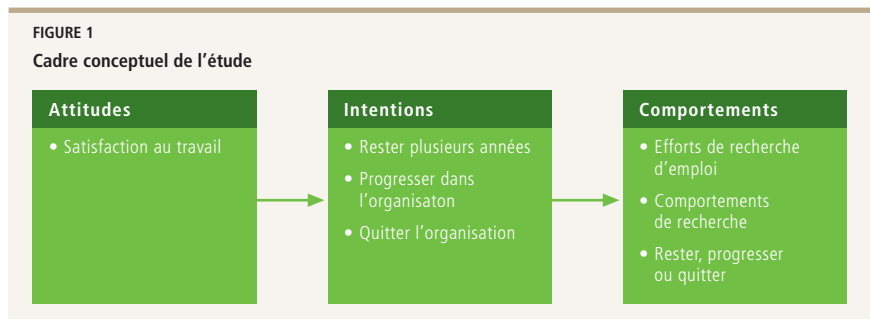 FIGURE 1
Cadre conceptuel de l'étude
Attitudes
• Satisfaction au travail
Intentions
• Rester plusieurs années
• Progresser dans
l'organisaton
• Quitter l'organisation
Comportements
• Efforts de recherche
d'emploi
• Comportements
de recherche
• Rester, progresser
ou quitter